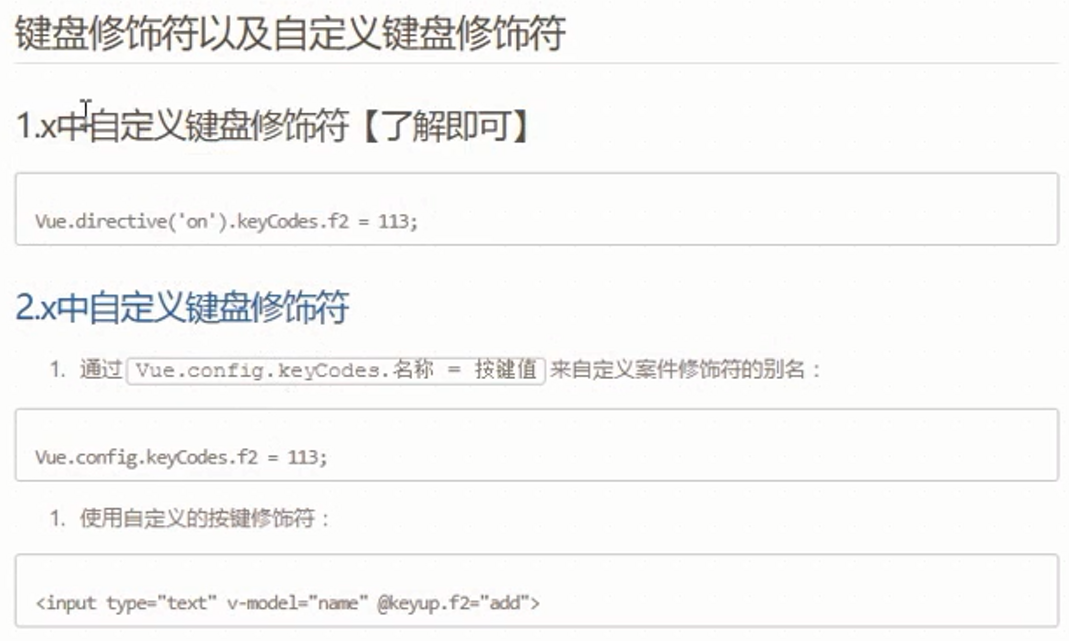 键盘修饰符以及自定义键盘修饰符
1.x中自定义键盘修饰符【了解即可】
Vue.directive('on').keyCodes.f2 = 113;
2.x中自定义键盘修饰符
1. 通过 Vue.config.keyCodes.名称 = 按键值 来自定义案件修饰符的别名：
Vue.config.keyCodes.f2 = 113;
1. 使用自定义的按键修饰符：
<input type="text" v-model="name" @keyup.f2="add">